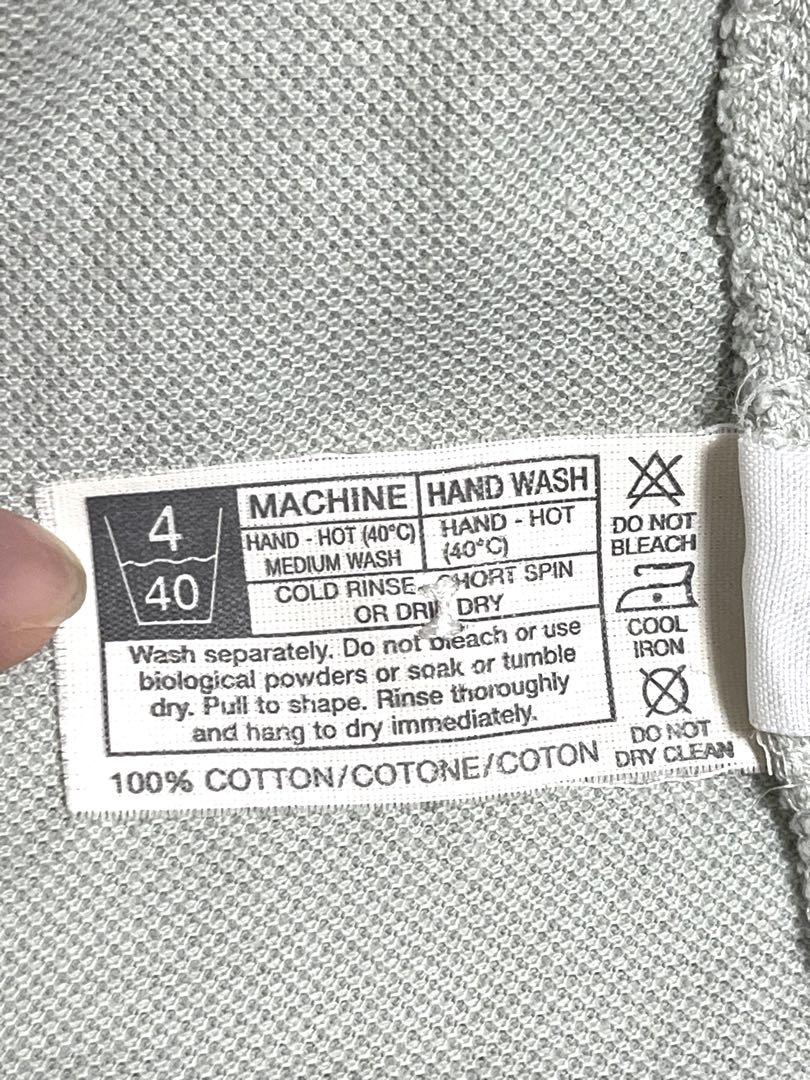 4
40
MACHINE
HAND WASH
HAND - HOT (40°C)
MEDIUM WASH
HAND - HOT
(40°C)
COLD RINSE SHORT SPIN
OR DRIP DRY
Wash separately. Do not bleach or use
biological powders or soak or tumble
dry. Pull to shape. Rinse thoroughly
and hang to dry immediately.
100% COTTON/COTONE/COTON
DO NOT
BLEACH
COOL
IRON
DO NOT
DRY CLEAN